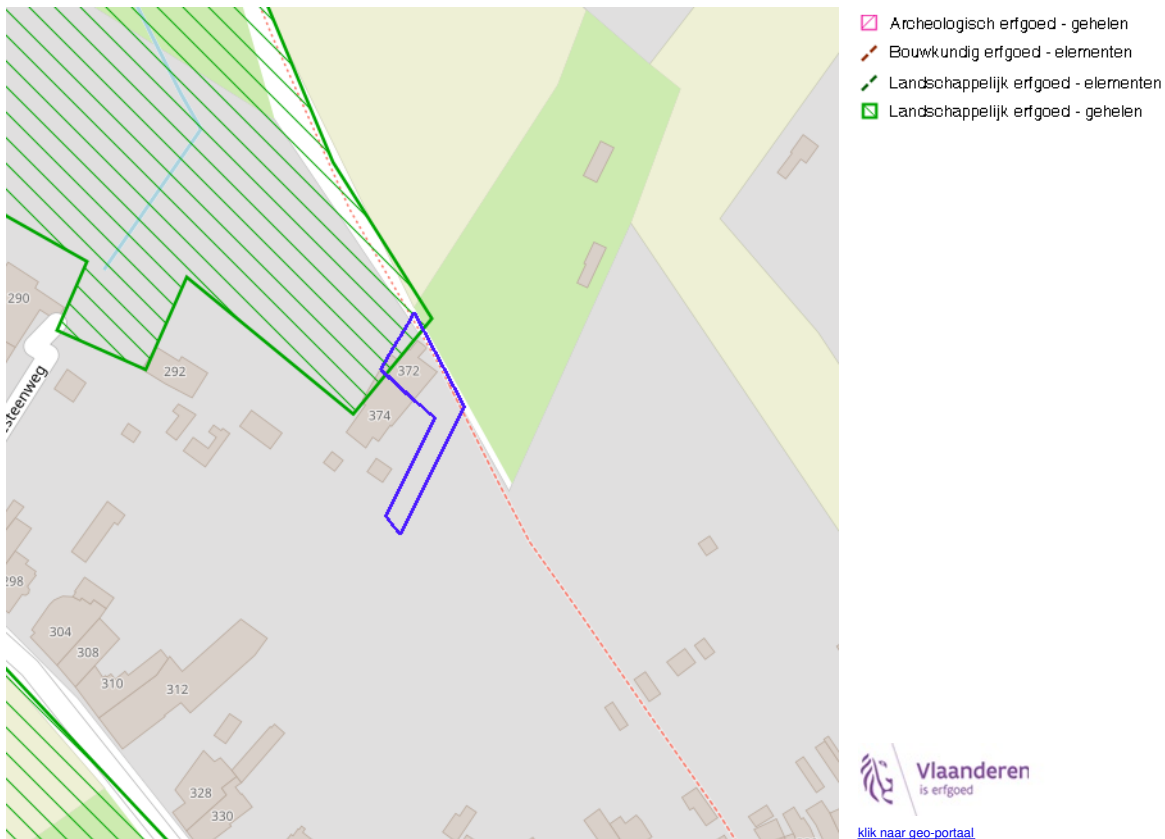 Archeologisch erfgoed - gehelen
Bouwkundig erfgoed - elementen
Landschappelijk erfgoed - elementen
Landschappelijk erfgoed - gehelen
290
292
steenweg
372
374
298
304
308
310
312
328
330
Vlaanderen
is erfgoed
klik naar geo-portaal